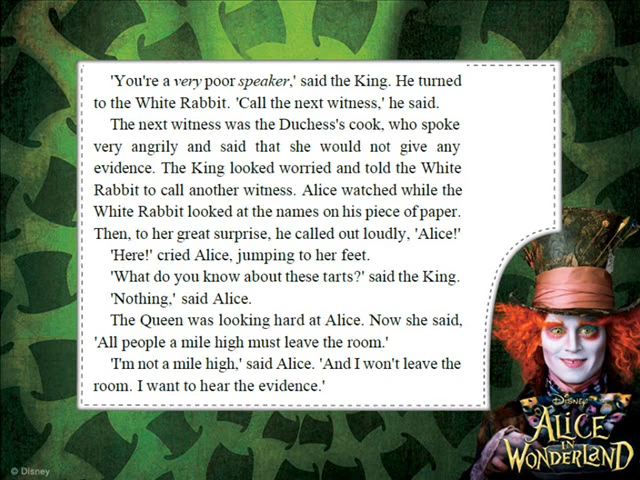 'You're a very poor speaker,' said the King. He turned
to the White Rabbit. 'Call the next witness,' he said.
The next witness was the Duchess's cook, who spoke
very angrily and said that she would not give any
evidence. The King looked worried and told the White
Rabbit to call another witness. Alice watched while the
White Rabbit looked at the names on his piece of paper.
Then, to her great surprise, he called out loudly, 'Alice!'
'Here!' cried Alice, jumping to her feet.
'What do you know about these tarts?' said the King.
'Nothing,' said Alice.
The Queen was looking hard at Alice. Now she said,
'All people a mile high must leave the room.'
'I'm not a mile high,' said Alice. 'And I won't leave the
room. I want to hear the evidence.'
DISNEY
ALICE
IN
WONDERLAND
© Disney